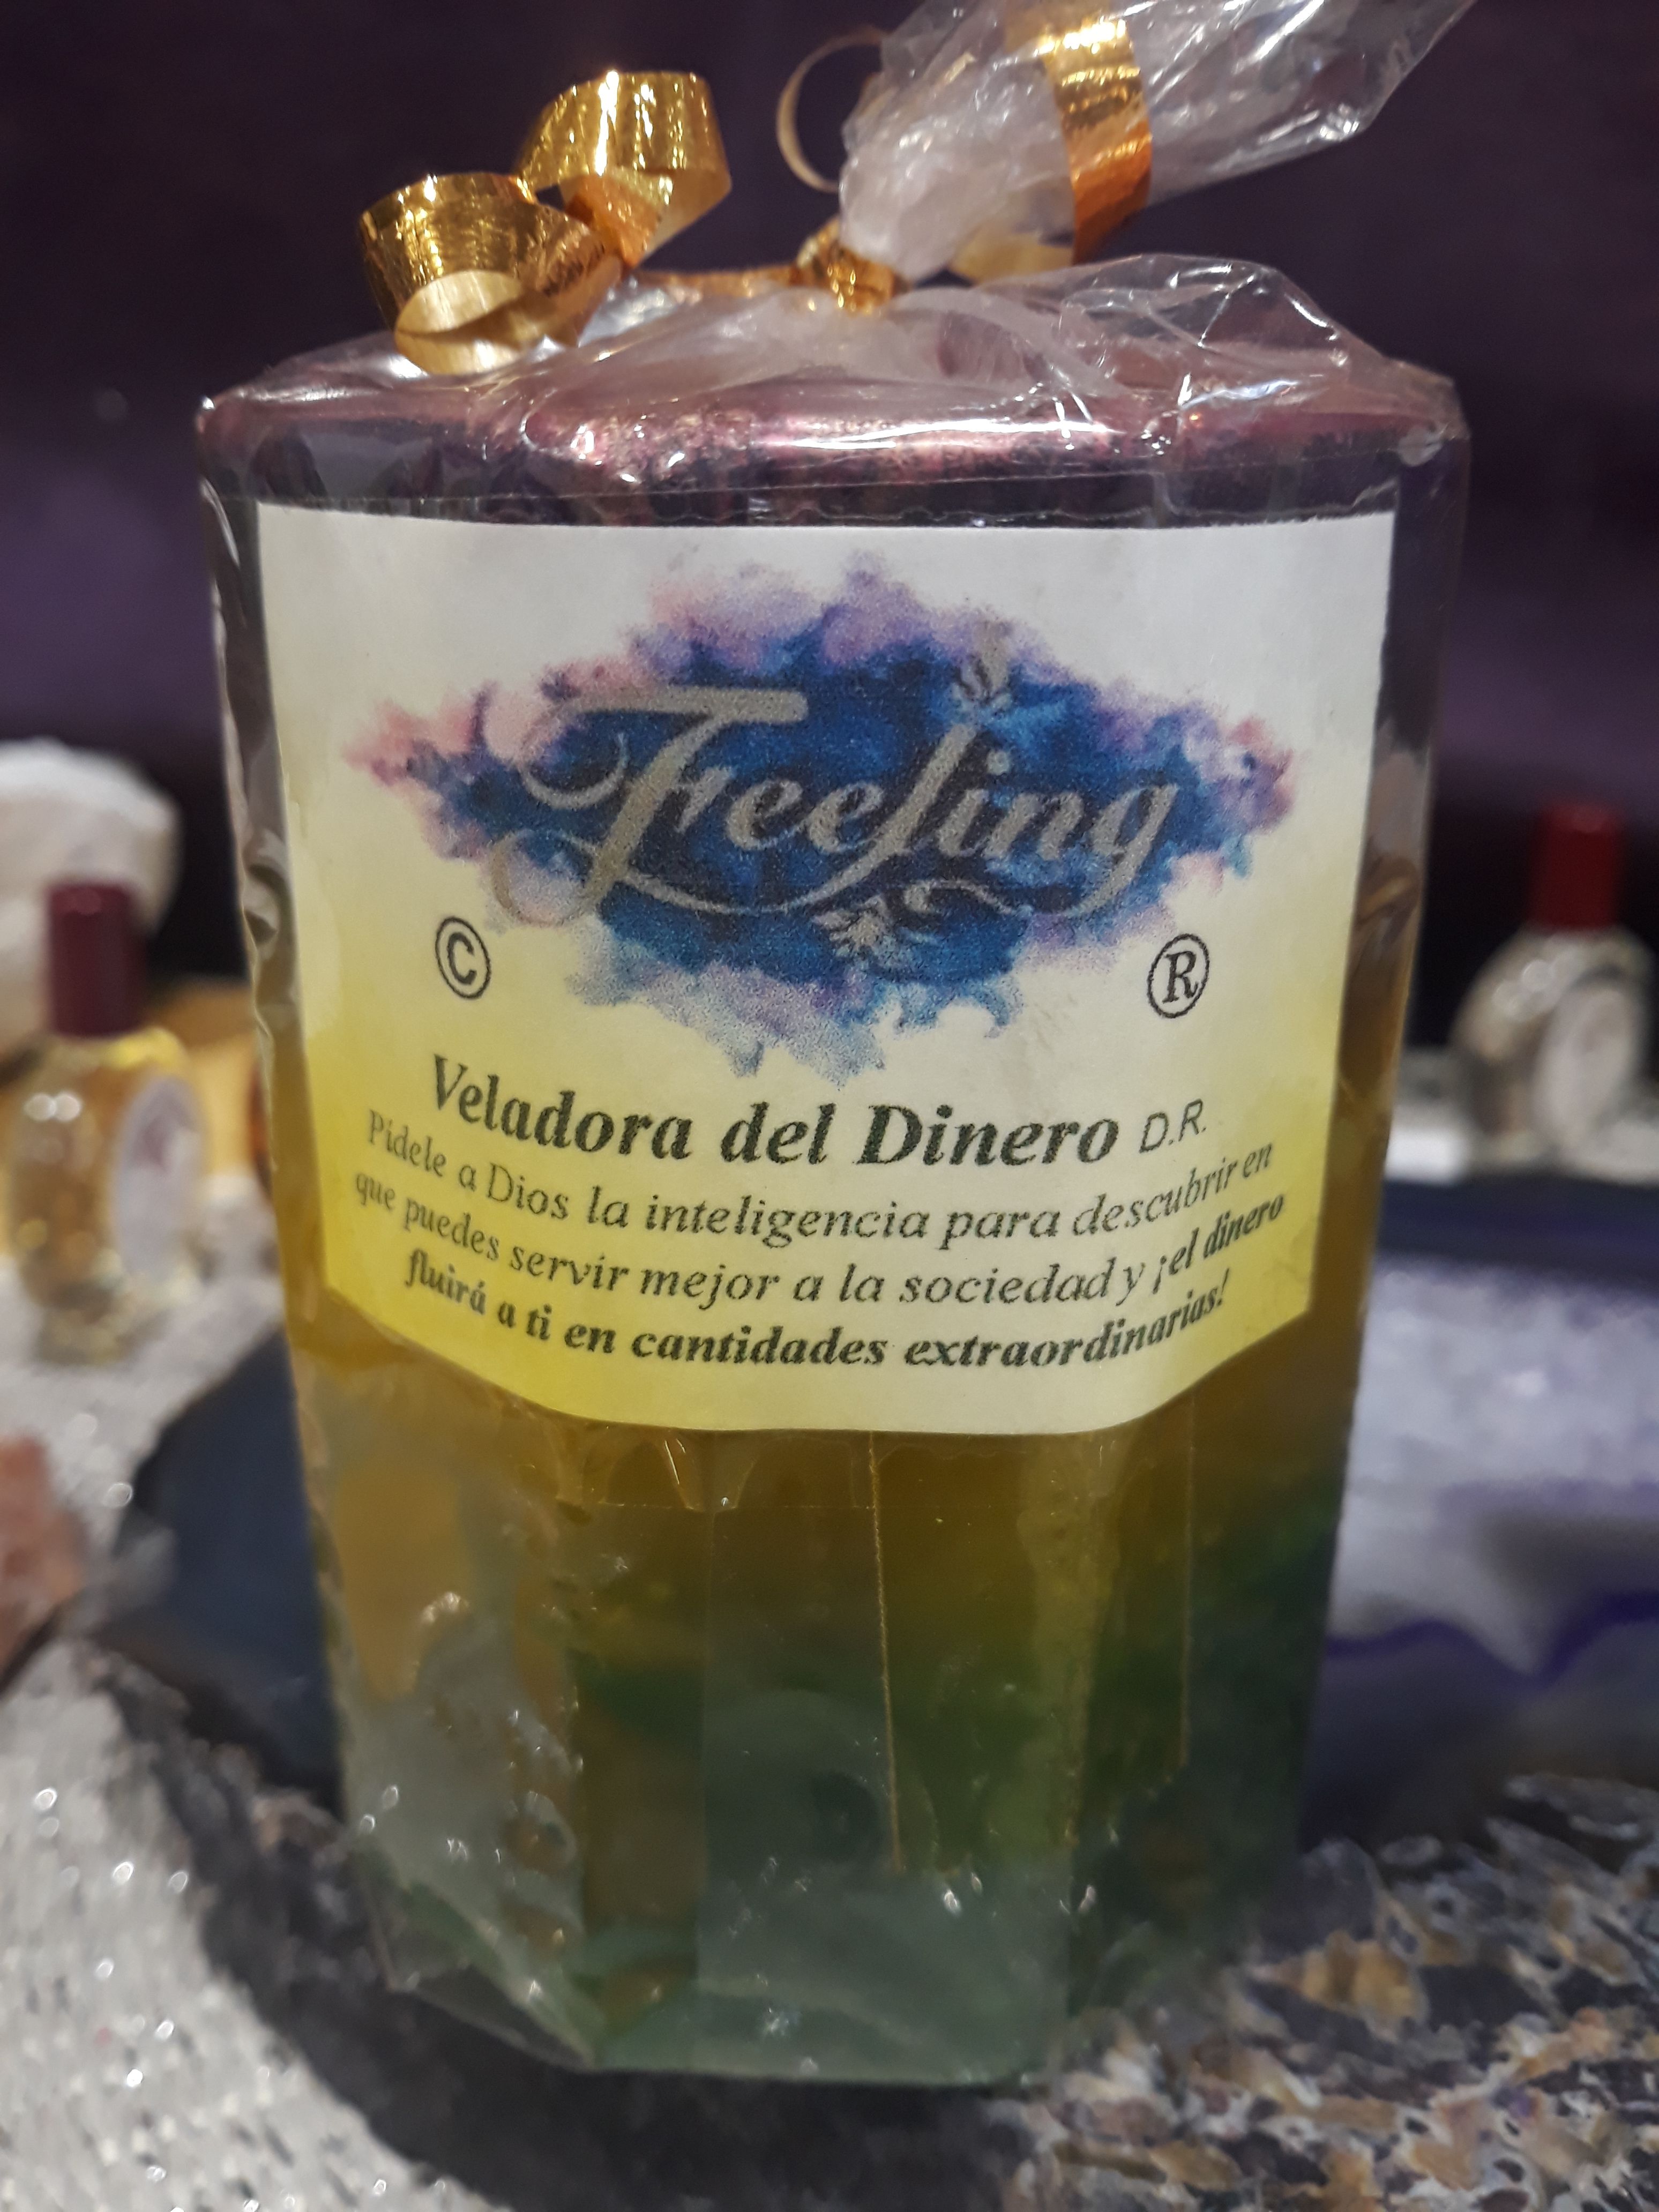 Freeling
© ®
Veladora del Dinero D.R.
Pídele a Dios la inteligencia para descubrir en
que puedes servir mejor a la sociedad y ¡el dinero
fluirá a ti en cantidades extraordinarias!